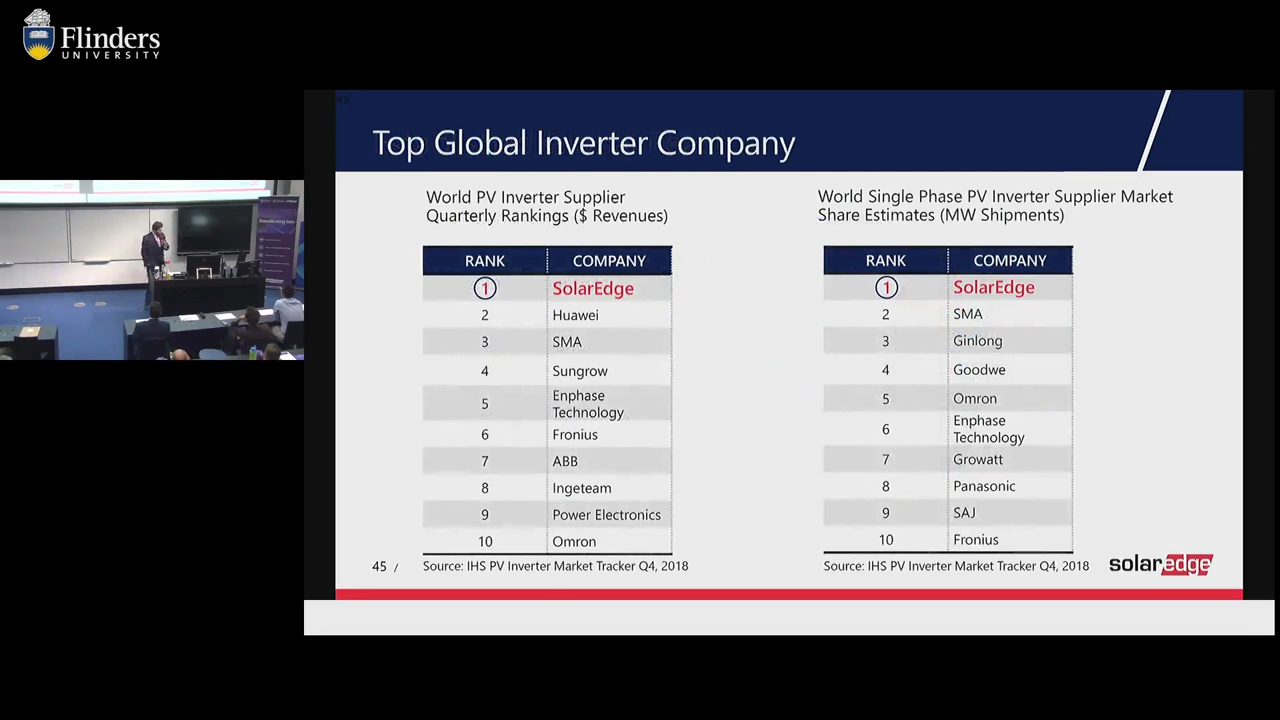 Flinders
UNIVERSITY
Top Global Inverter Company
World PV Inverter Supplier
Quarterly Rankings ($ Revenues)
RANK COMPANY
1 SolarEdge
2 Huawei
3 SMA
4 Sungrow
5 Enphase
Technology
6 Fronius
7 ABB
8 Ingeteam
9 Power Electronics
10 Omron
Source: IHS PV Inverter Market Tracker Q4, 2018
World Single Phase PV Inverter Supplier Market
Share Estimates (MW Shipments)
RANK COMPANY
1 SolarEdge
2 SMA
3 Ginlong
4 Goodwe
5 Omron
6 Enphase
Technology
7 Growatt
8 Panasonic
9 SAJ
10 Fronius
Source: IHS PV Inverter Market Tracker Q4, 2018
45 /
solaredge